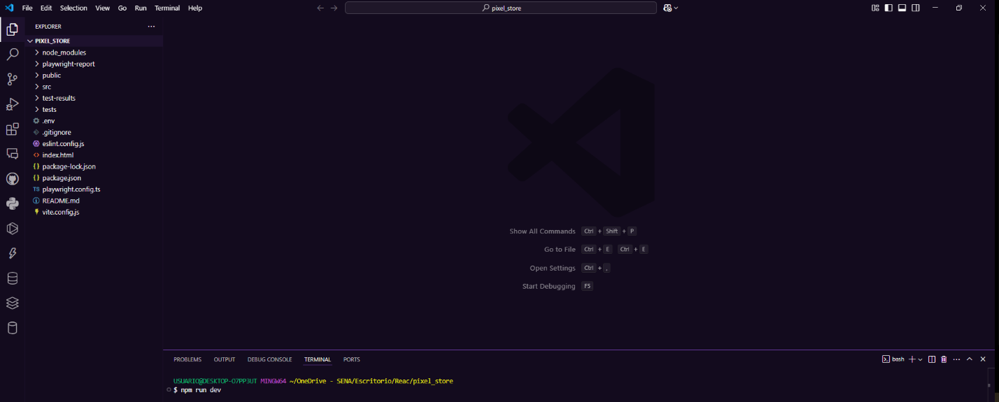 File Edit Selection View Go Run Terminal Help
pixel_store
EXPLORER
PIXEL_STORE
node_modules
playwright-report
public
src
test-results
tests
.env
.gitignore
eslint.config.js
index.html
package-lock.json
package.json
TS playwright.config.ts
README.md
vite.config.js
Show All Commands Ctrl + Shift + P
Go to File Ctrl + E Ctrl + E
Open Settings Ctrl + ,
Start Debugging F5
PROBLEMS OUTPUT DEBUG CONSOLE TERMINAL PORTS
bash
USUARIO@DESKTOP-O7PP3UT MINGW64 ~/OneDrive - SENA/Escritorio/Reac/pixel_store
$ npm run dev